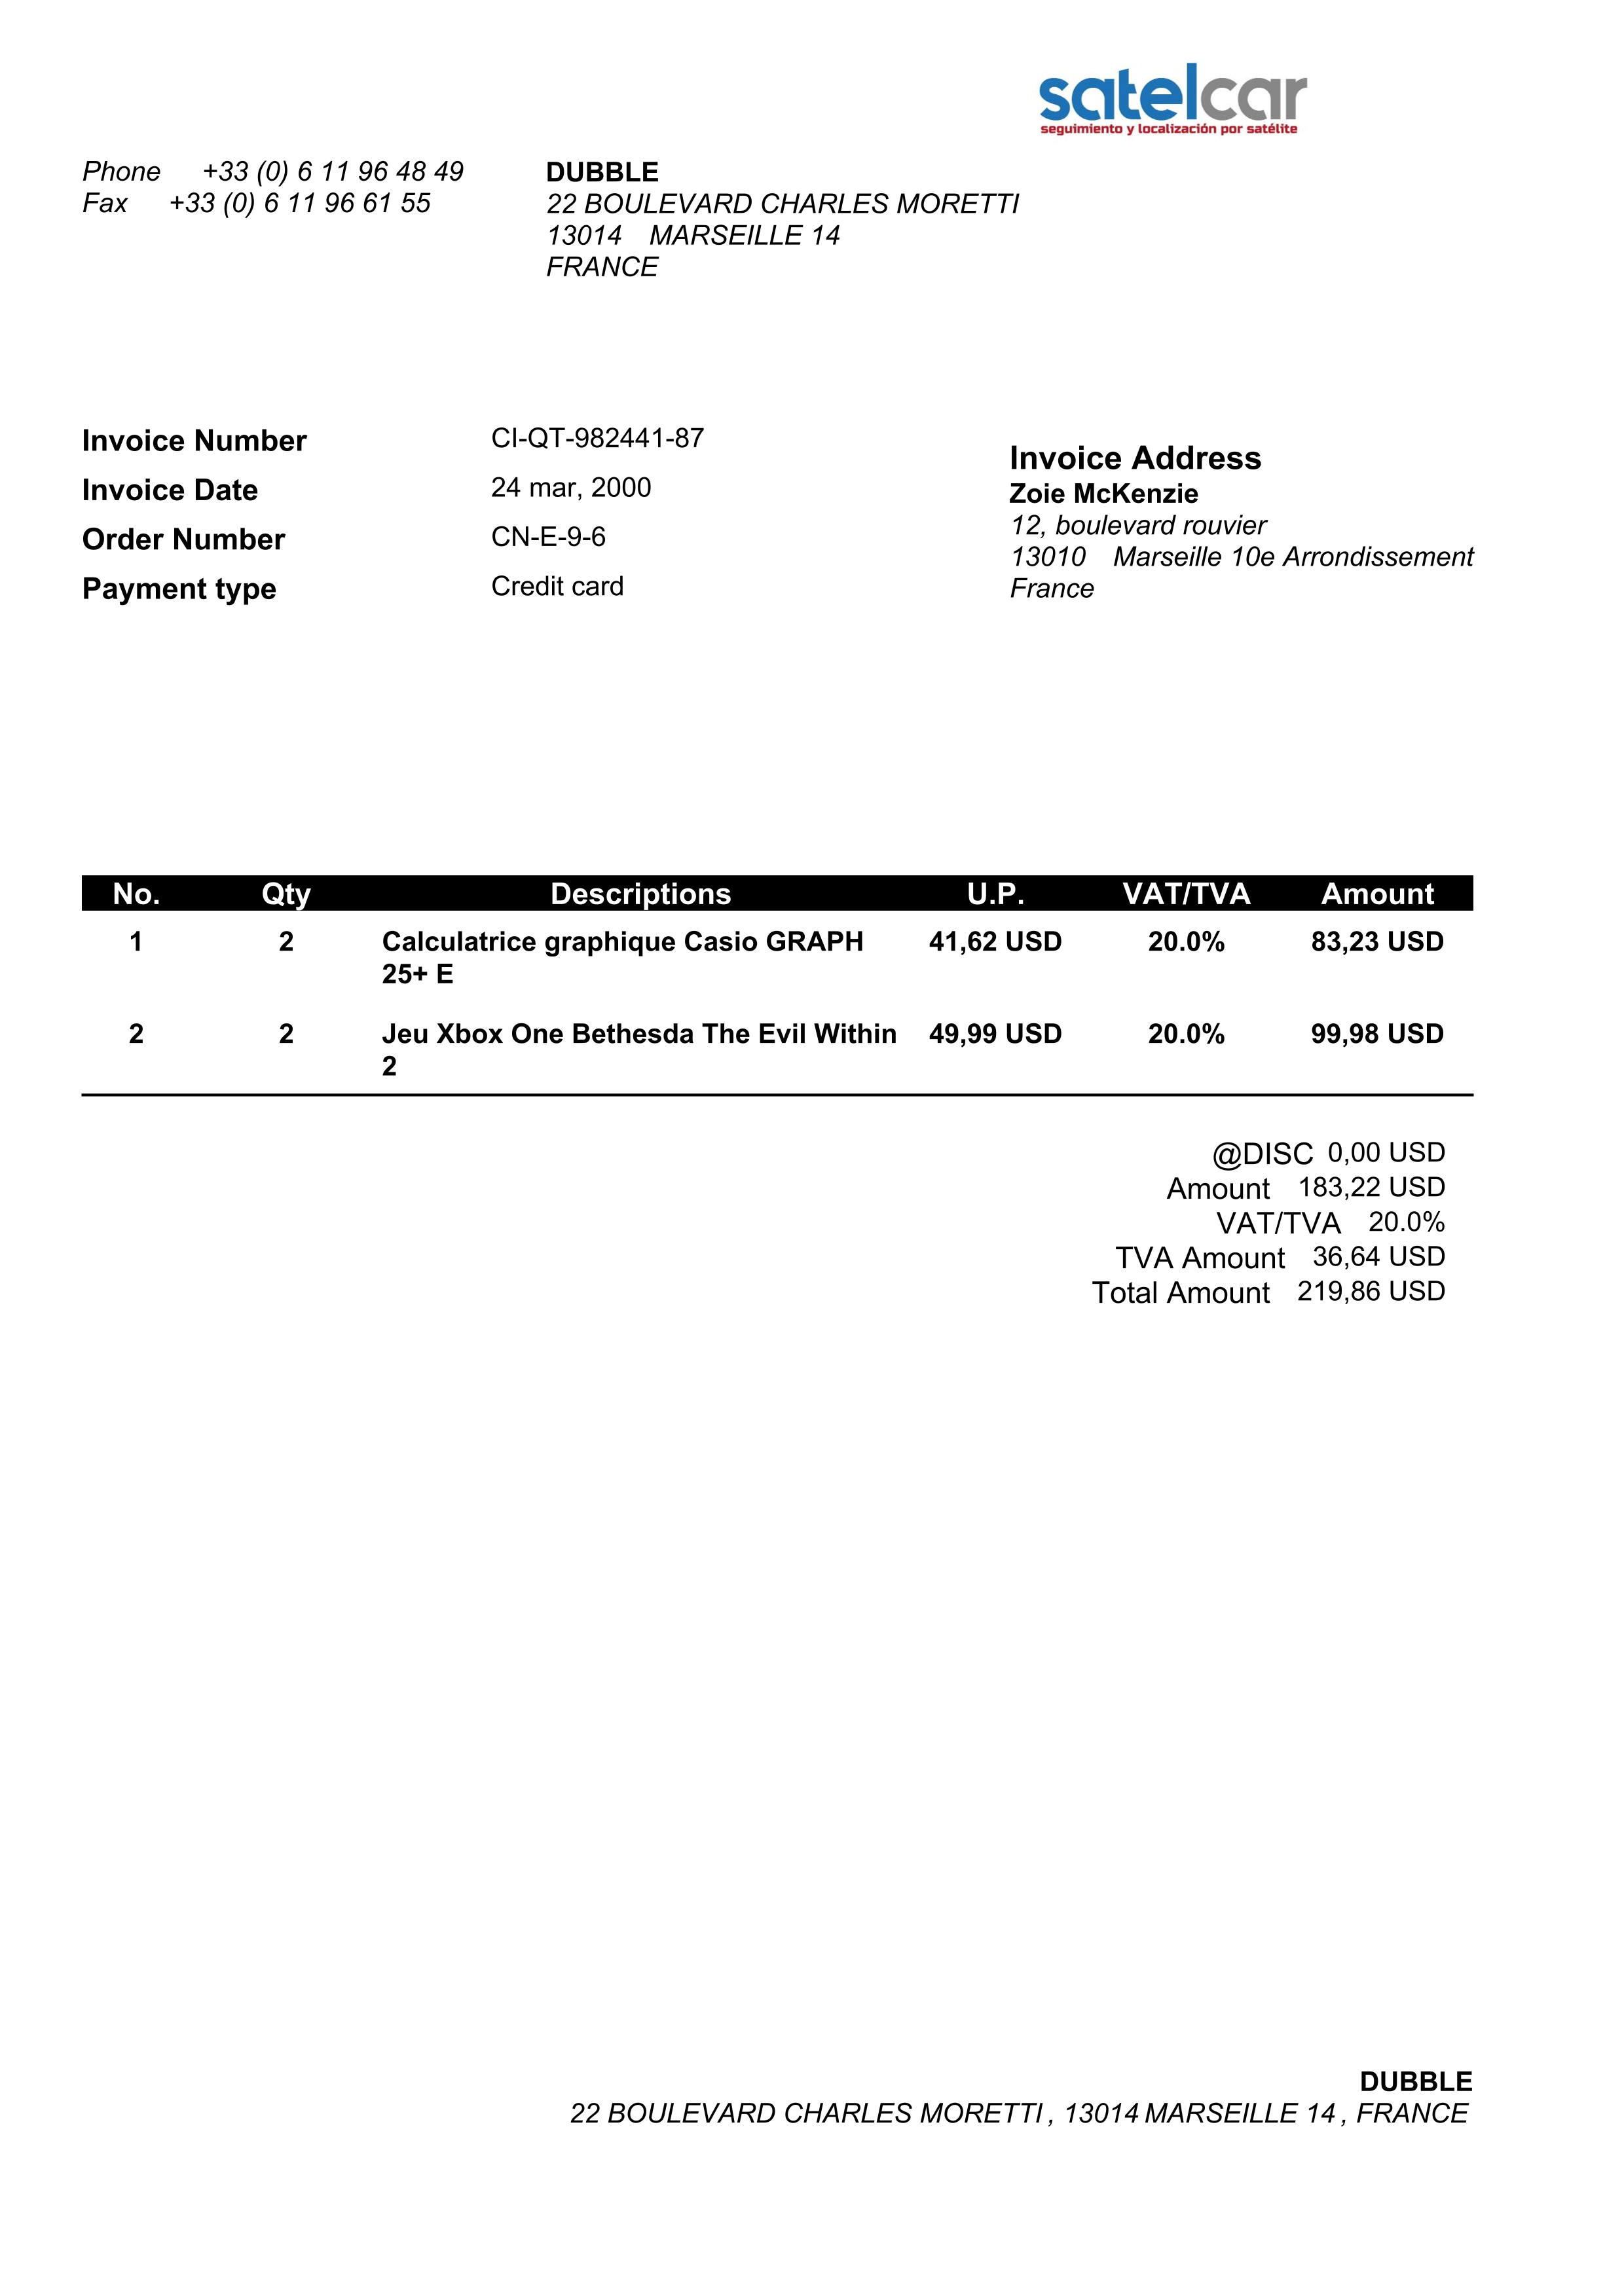 satelcar
seguimiento y localización por satélite
Phone +33 (0) 6 11 96 48 49
Fax +33 (0) 6 11 96 61 55
DUBBLE
22 BOULEVARD CHARLES MORETTI
13014 MARSEILLE 14
FRANCE
Invoice Number CI-QT-982441-87
Invoice Date 24 mar, 2000
Order Number CN-E-9-6
Payment type Credit card
Invoice Address
Zoie McKenzie
12, boulevard rouvier
13010 Marseille 10e Arrondissement
France
No. Qty Descriptions U.P. VAT/TVA Amount
1 2 Calculatrice graphique Casio GRAPH 41,62 USD 20.0% 83,23 USD
25+ E
2 2 Jeu Xbox One Bethesda The Evil Within 49,99 USD 20.0% 99,98 USD
2
@DISC 0,00 USD
Amount 183,22 USD
VAT/TVA 20.0%
TVA Amount 36,64 USD
Total Amount 219,86 USD
DUBBLE
22 BOULEVARD CHARLES MORETTI , 13014 MARSEILLE 14 , FRANCE